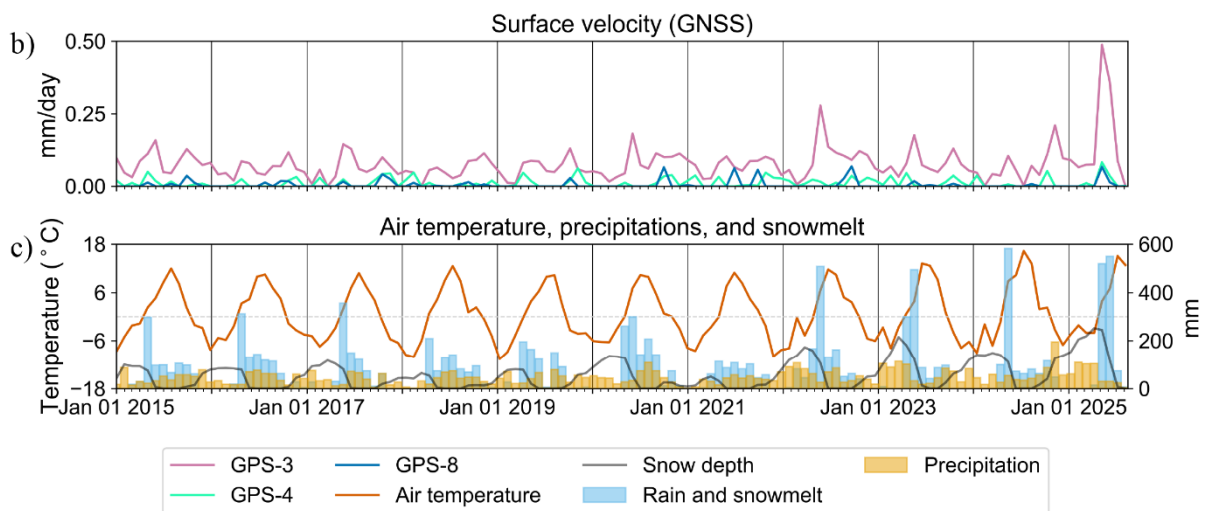 Surface velocity (GNSS)
b)
0.50
0.25
0.00
mm/day
Air temperature, precipitations, and snowmelt
c)
18
6
−6
−18
Temperature (°C)
600
400
200
0
mm
Jan 01 2015
Jan 01 2017
Jan 01 2019
Jan 01 2021
Jan 01 2023
Jan 01 2025
GPS-3
GPS-8
Snow depth
Precipitation
GPS-4
Air temperature
Rain and snowmelt